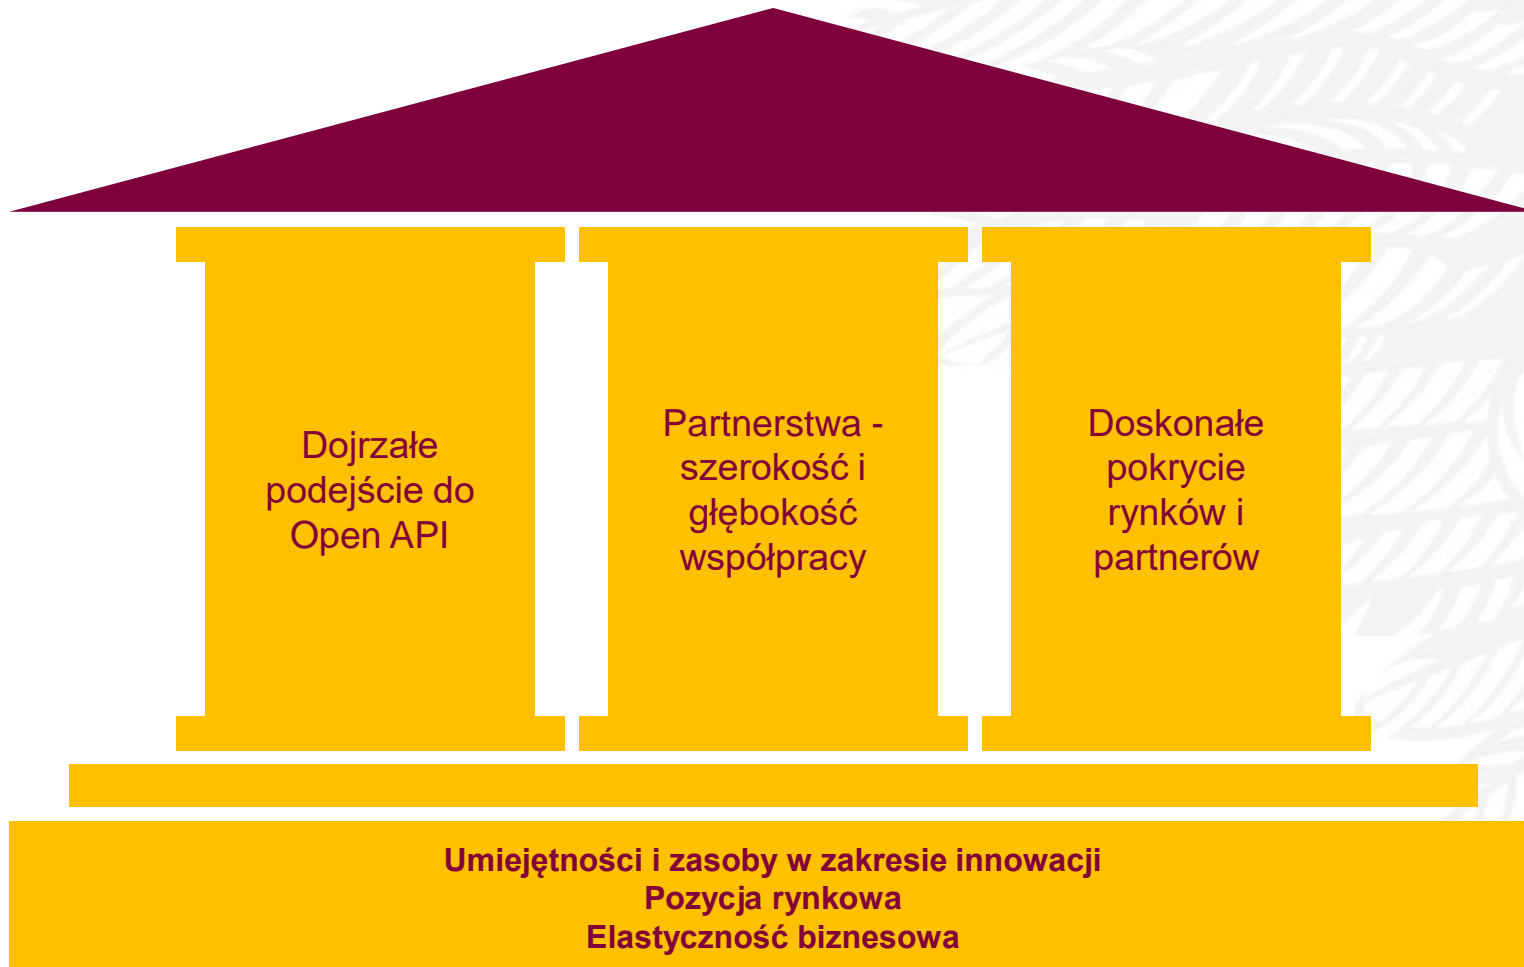 Dojrzałe
podejście do
Open API
Partnerstwa -
szerokość i
głębokość
współpracy
Doskonałe
pokrycie
rynków i
partnerów
Umiejętności i zasoby w zakresie innowacji
Pozycja rynkowa
Elastyczność biznesowa